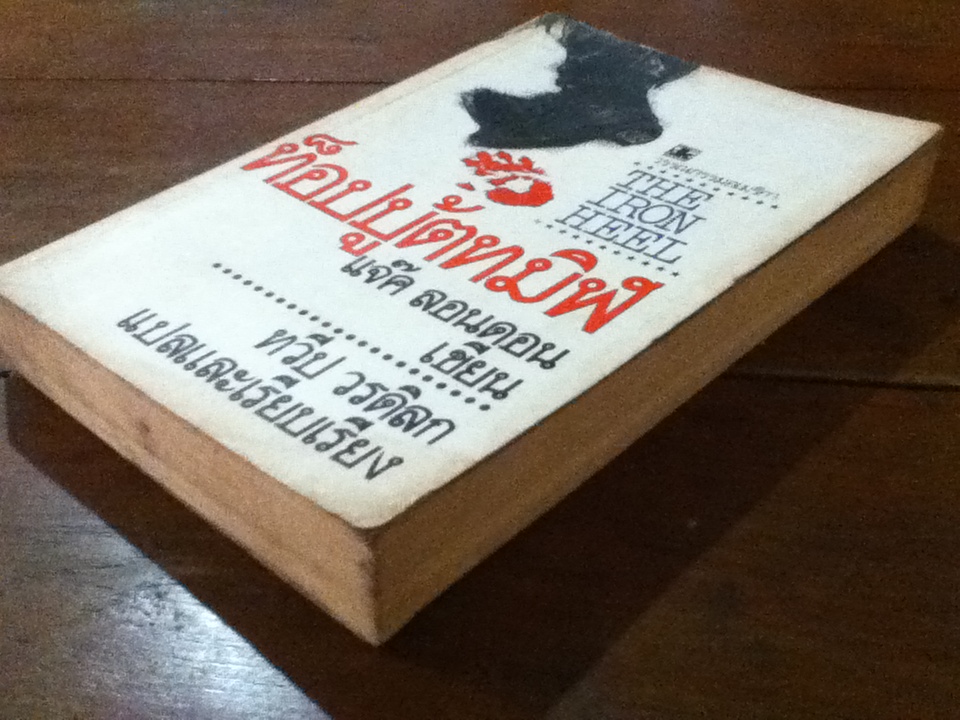 THE
IRON
HEEL
ท็อปบู้ตทมิฬ
แจ๊ค ลอนดอน
เขียน
ทวีป วรดิลก
แปลและเรียบเรียง